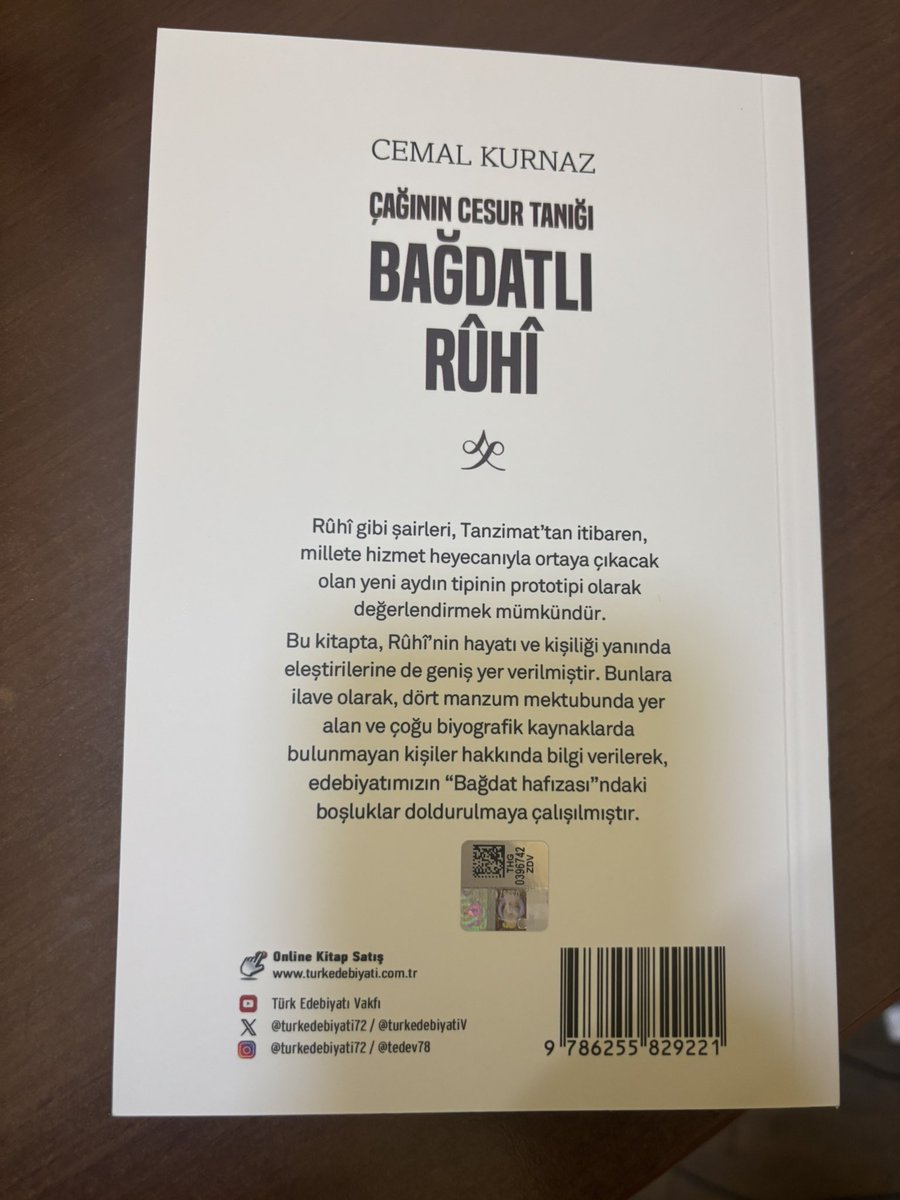 CEMAL KURNAZ
ÇAĞININ CESUR TANIĞI
BAĞDATLI
RÛHÎ
Rûhî gibi şairleri, Tanzimat'tan itibaren,
millete hizmet heyecanıyla ortaya çıkacak
olan yeni aydın tipinin prototipi olarak
değerlendirmek mümkündür.
Bu kitapta, Rûhî'nin hayatı ve kişiliği yanında
eleştirilerine de geniş yer verilmiştir. Bunlara
ilave olarak, dört manzum mektubunda yer
alan ve çoğu biyografik kaynaklarda
bulunmayan kişiler hakkında bilgi verilerek,
edebiyatımızın “Bağdat hafızası”ndaki
boşluklar doldurulmaya çalışılmıştır.
THG
0396742
ZDV
Online Kitap Satış
www.turkedebiyati.com.tr
Türk Edebiyatı Vakfı
@turkedebiyati72 / @turkedebiyatiV
@turkedebiyati72 / @tedev78
9 786255 829221